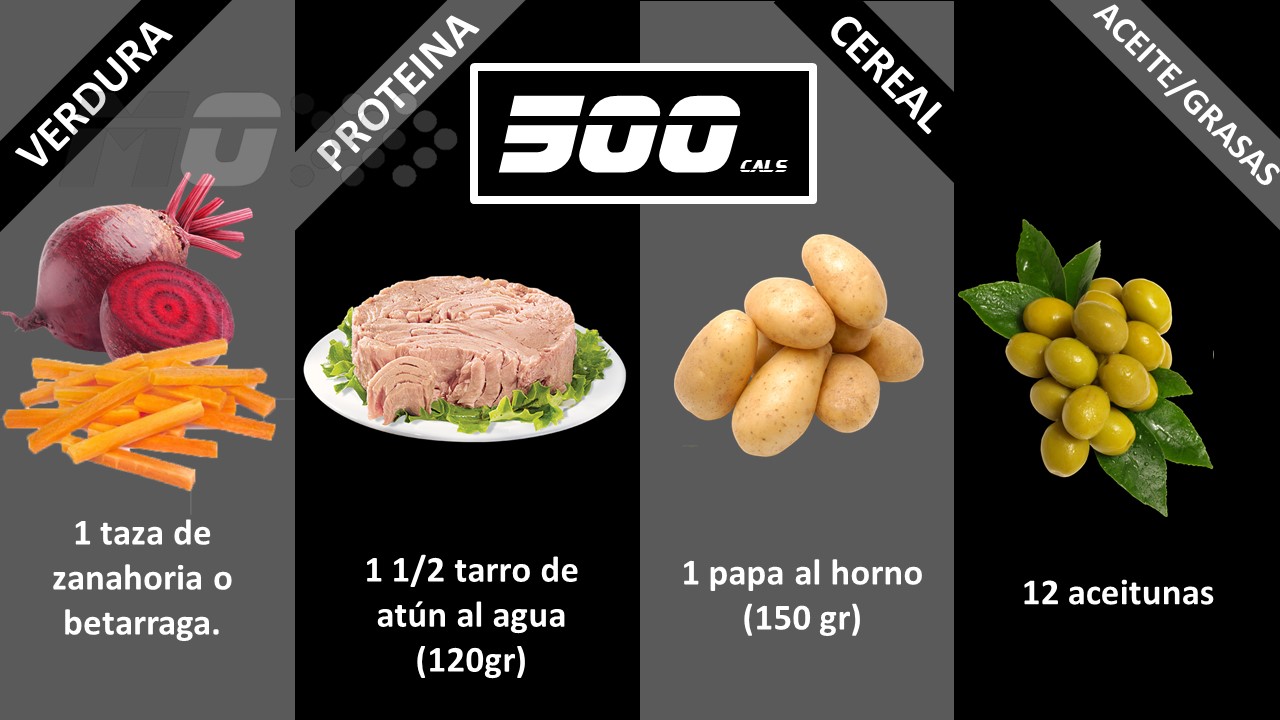 VERDURA
PROTEINA
CEREAL
ACEITE/GRASAS
MO
500
CALS
1 taza de
zanahoria o
betarraga.
1 1/2 tarro de
atún al agua
(120gr)
1 papa al horno
(150 gr)
12 aceitunas